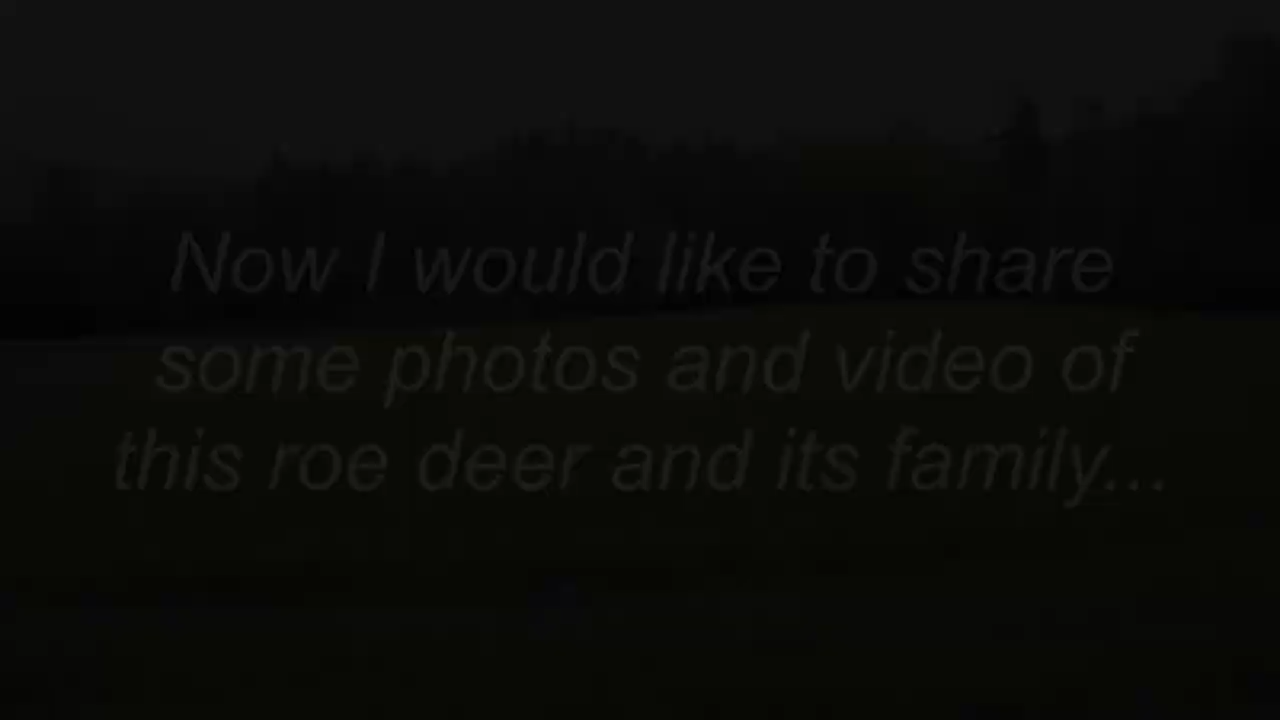 Now I would like to share
some photos and video of
this roe deer and its family...